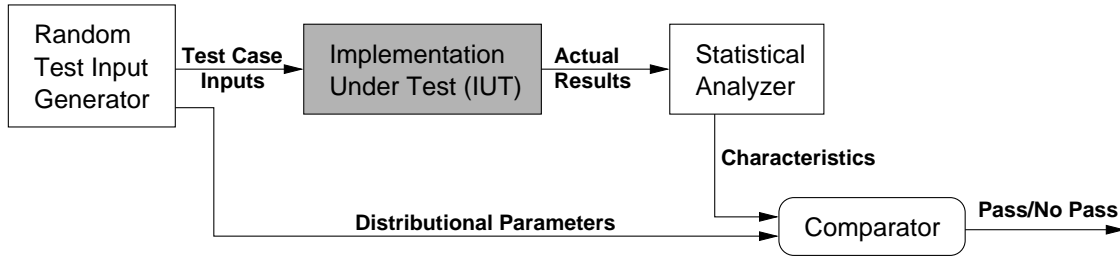 Random
Test Input
Generator
Test Case
Inputs
Implementation
Under Test (IUT)
Actual
Results
Statistical
Analyzer
Characteristics
Distributional Parameters
Comparator
Pass/No Pass